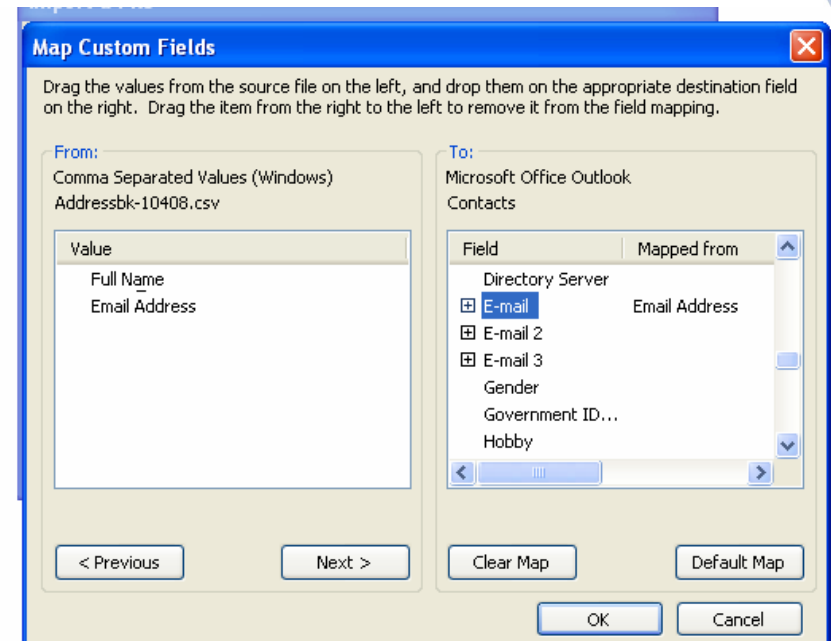 Map Custom Fields
Drag the values from the source file on the left, and drop them on the appropriate destination field
on the right. Drag the item from the right to the left to remove it from the field mapping.
From:
Comma Separated Values (Windows)
Addressbk-10408.csv
Value
Full Name
Email Address
< Previous
Next >
To:
Microsoft Office Outlook
Contacts
Field Mapped from
Directory Server
E-mail Email Address
E-mail 2
E-mail 3
Gender
Government ID...
Hobby
Clear Map
Default Map
OK
Cancel